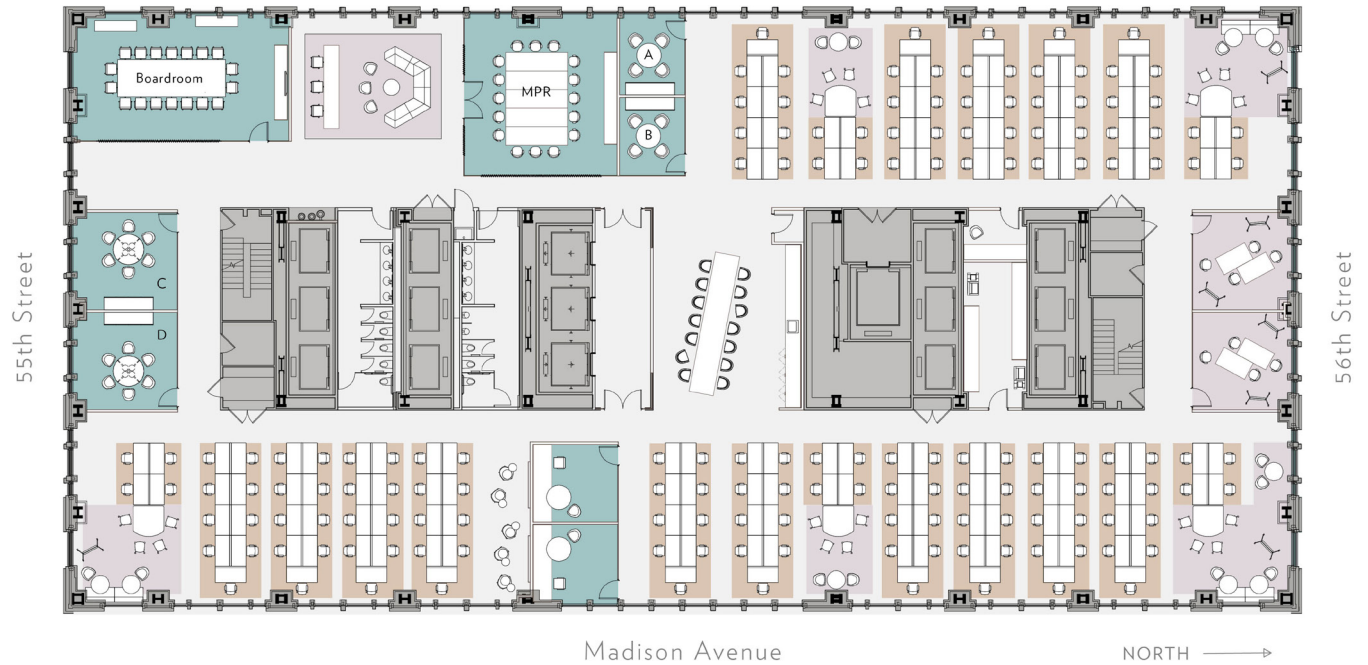 Boardroom
MPR
A
B
C
D
55th Street
56th Street
Madison Avenue
NORTH